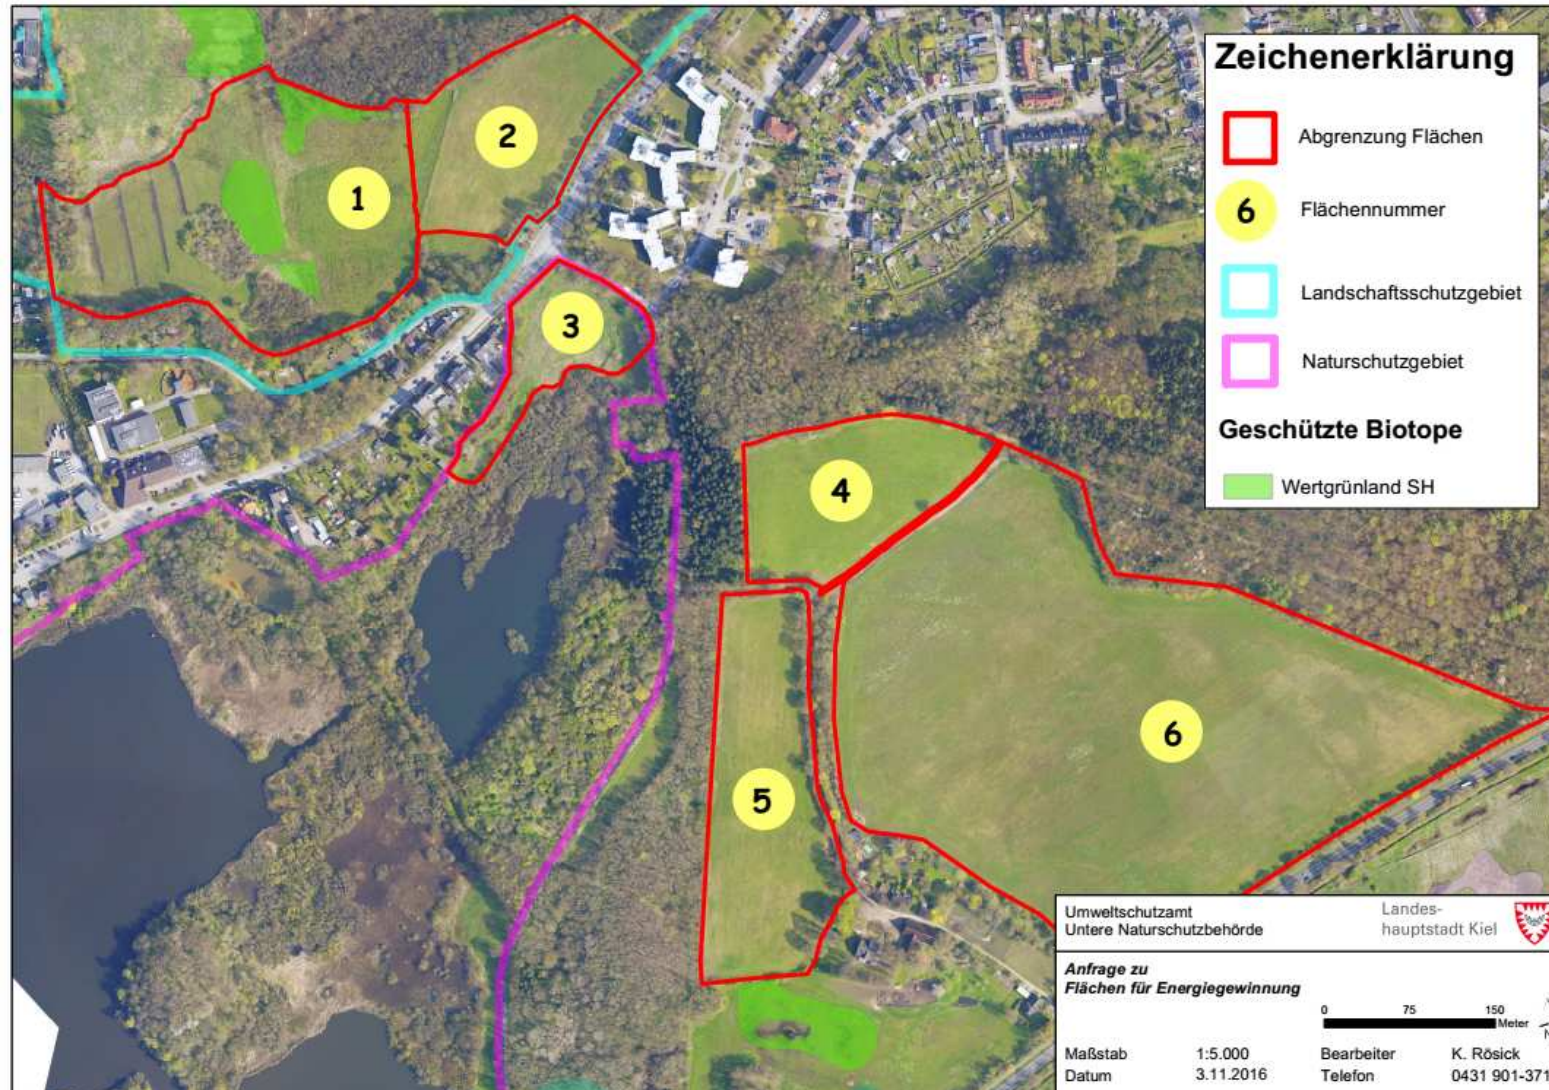 1
2
3
4
5
6
Zeichenerklärung
Abgrenzung Flächen
6 Flächennummer
Landschaftsschutzgebiet
Naturschutzgebiet
Geschützte Biotope
Wertgrünland SH
Umweltschutzamt
Untere Naturschutzbehörde
Landes-
hauptstadt Kiel
Anfrage zu
Flächen für Energiegewinnung
0 75 150
Meter
N
Maßstab 1:5.000
Datum 3.11.2016
Bearbeiter K. Rösick
Telefon 0431 901-371